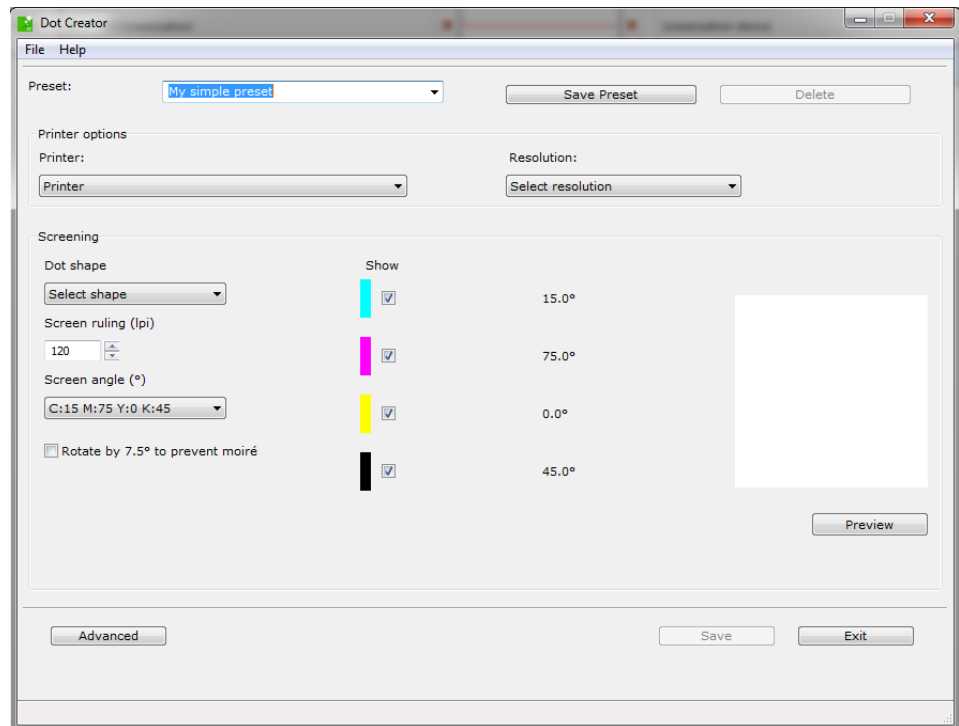 Dot Creator
File Help
Preset: My simple preset Save Preset Delete
Printer options
Printer: Resolution:
Printer Select resolution
Screening
Dot shape Show
Select shape 15.0°
Screen ruling (lpi)
120 75.0°
Screen angle (°)
C:15 M:75 Y:0 K:45 0.0°
Rotate by 7.5° to prevent moiré
45.0°
Preview
Advanced Save Exit